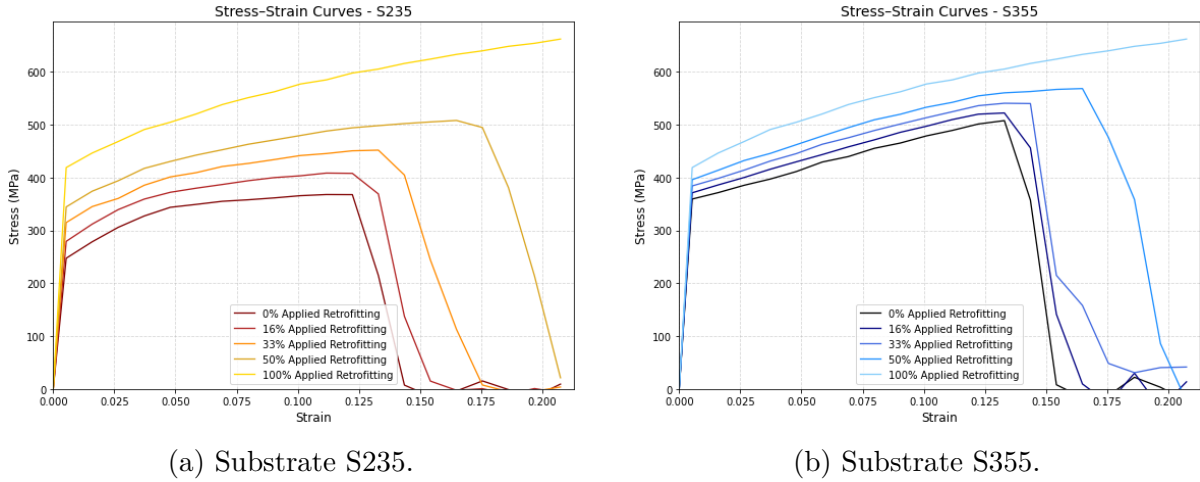 Stress–Strain Curves - S235
Stress (MPa)
600
500
400
300
200
100
0
0% Applied Retrofitting
16% Applied Retrofitting
33% Applied Retrofitting
50% Applied Retrofitting
100% Applied Retrofitting
0.000 0.025 0.050 0.075 0.100 0.125 0.150 0.175 0.200
Strain
(a) Substrate S235.
Stress–Strain Curves - S355
Stress (MPa)
600
500
400
300
200
100
0
0% Applied Retrofitting
16% Applied Retrofitting
33% Applied Retrofitting
50% Applied Retrofitting
100% Applied Retrofitting
0.000 0.025 0.050 0.075 0.100 0.125 0.150 0.175 0.200
Strain
(b) Substrate S355.